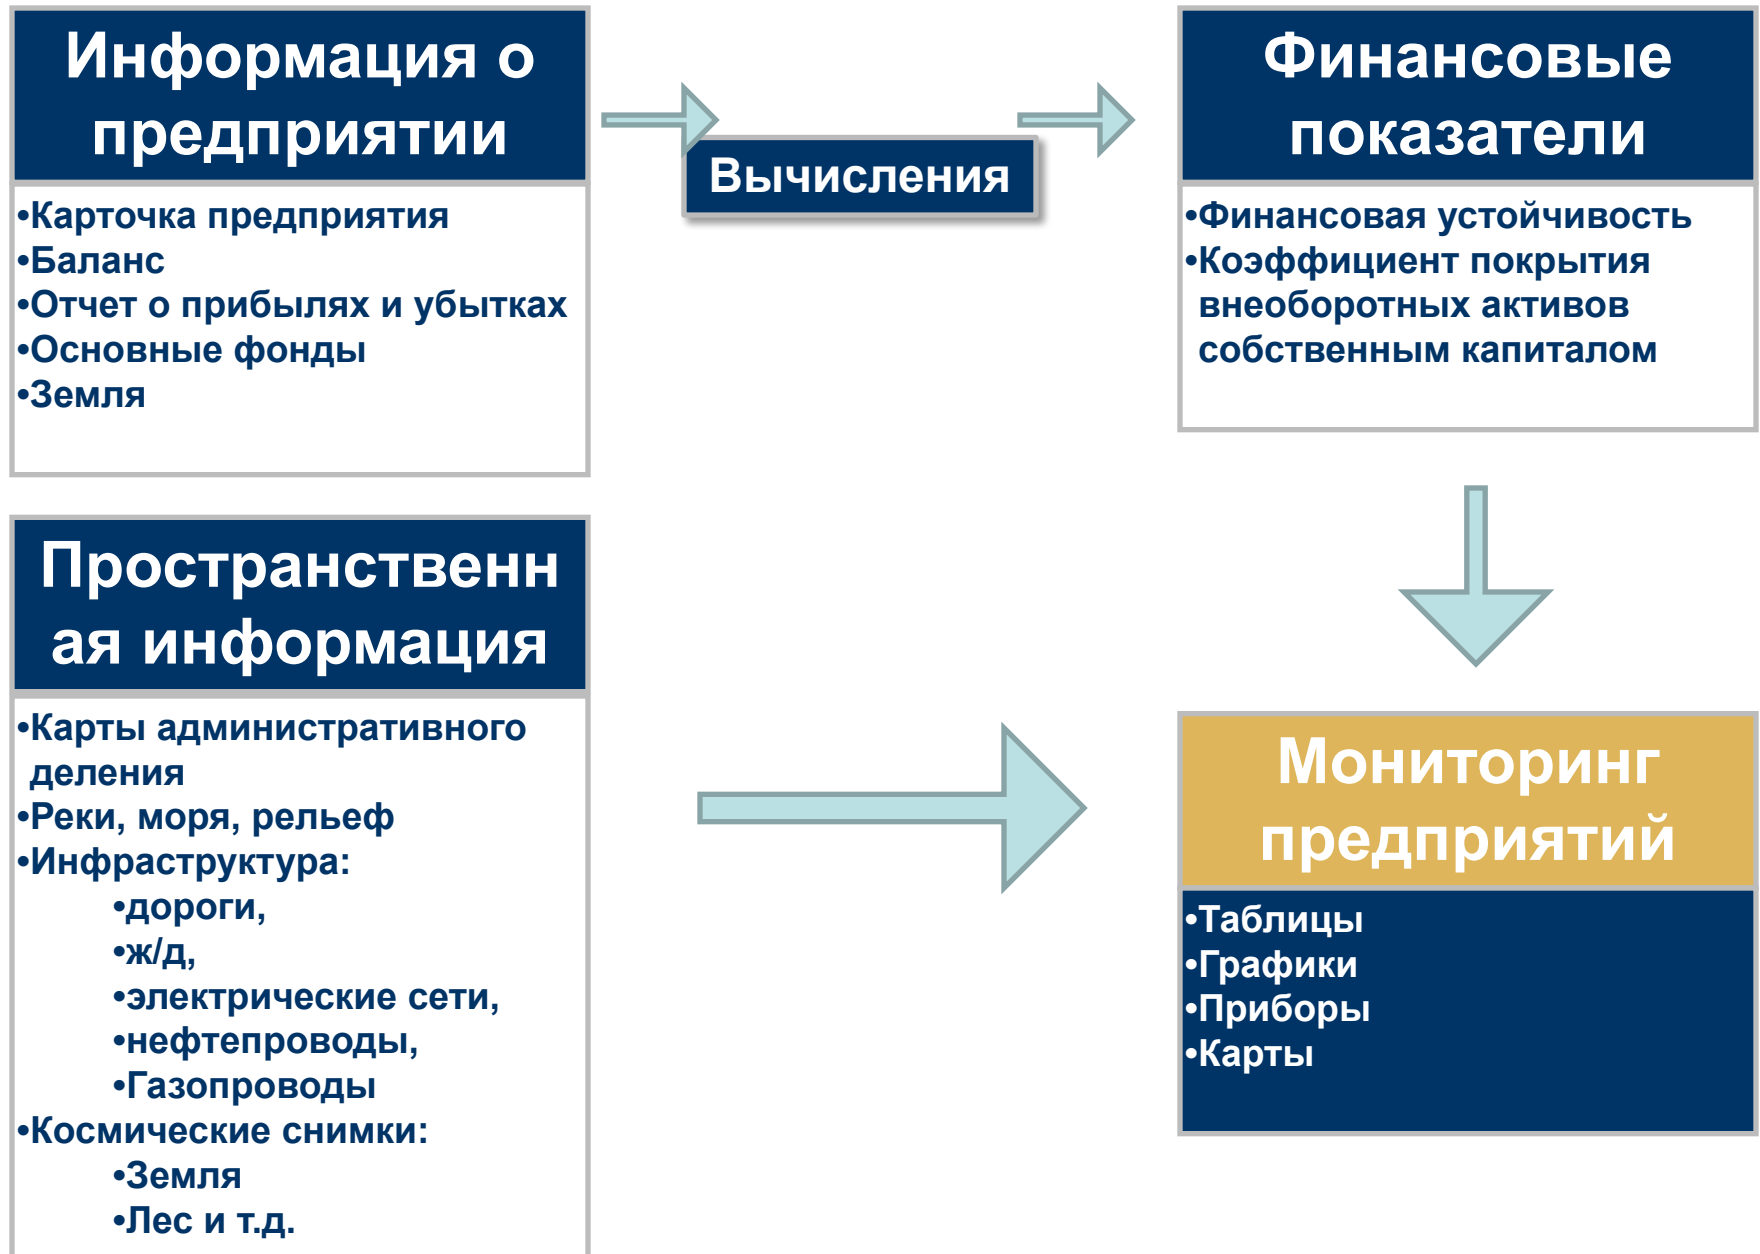 Информация о
предприятии
•Карточка предприятия
•Баланс
•Отчет о прибылях и убытках
•Основные фонды
•Земля
Вычисления
Финансовые
показатели
•Финансовая устойчивость
•Коэффициент покрытия
внеоборотных активов
собственным капиталом
Пространственн
ая информация
•Карты административного
деления
•Реки, моря, рельеф
•Инфраструктура:
•дороги,
•ж/д,
•электрические сети,
•нефтепроводы,
•Газопроводы
•Космические снимки:
•Земля
•Лес и т.д.
Мониторинг
предприятий
•Таблицы
•Графики
•Приборы
•Карты